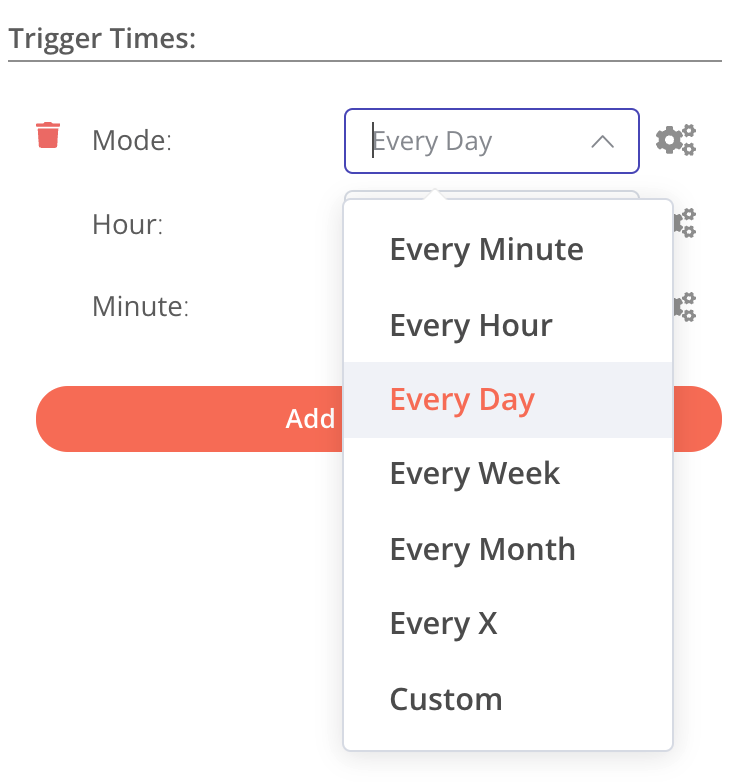 Trigger Times:
Mode:
Every Day
Hour:
Minute:
Add
Every Minute
Every Hour
Every Day
Every Week
Every Month
Every X
Custom